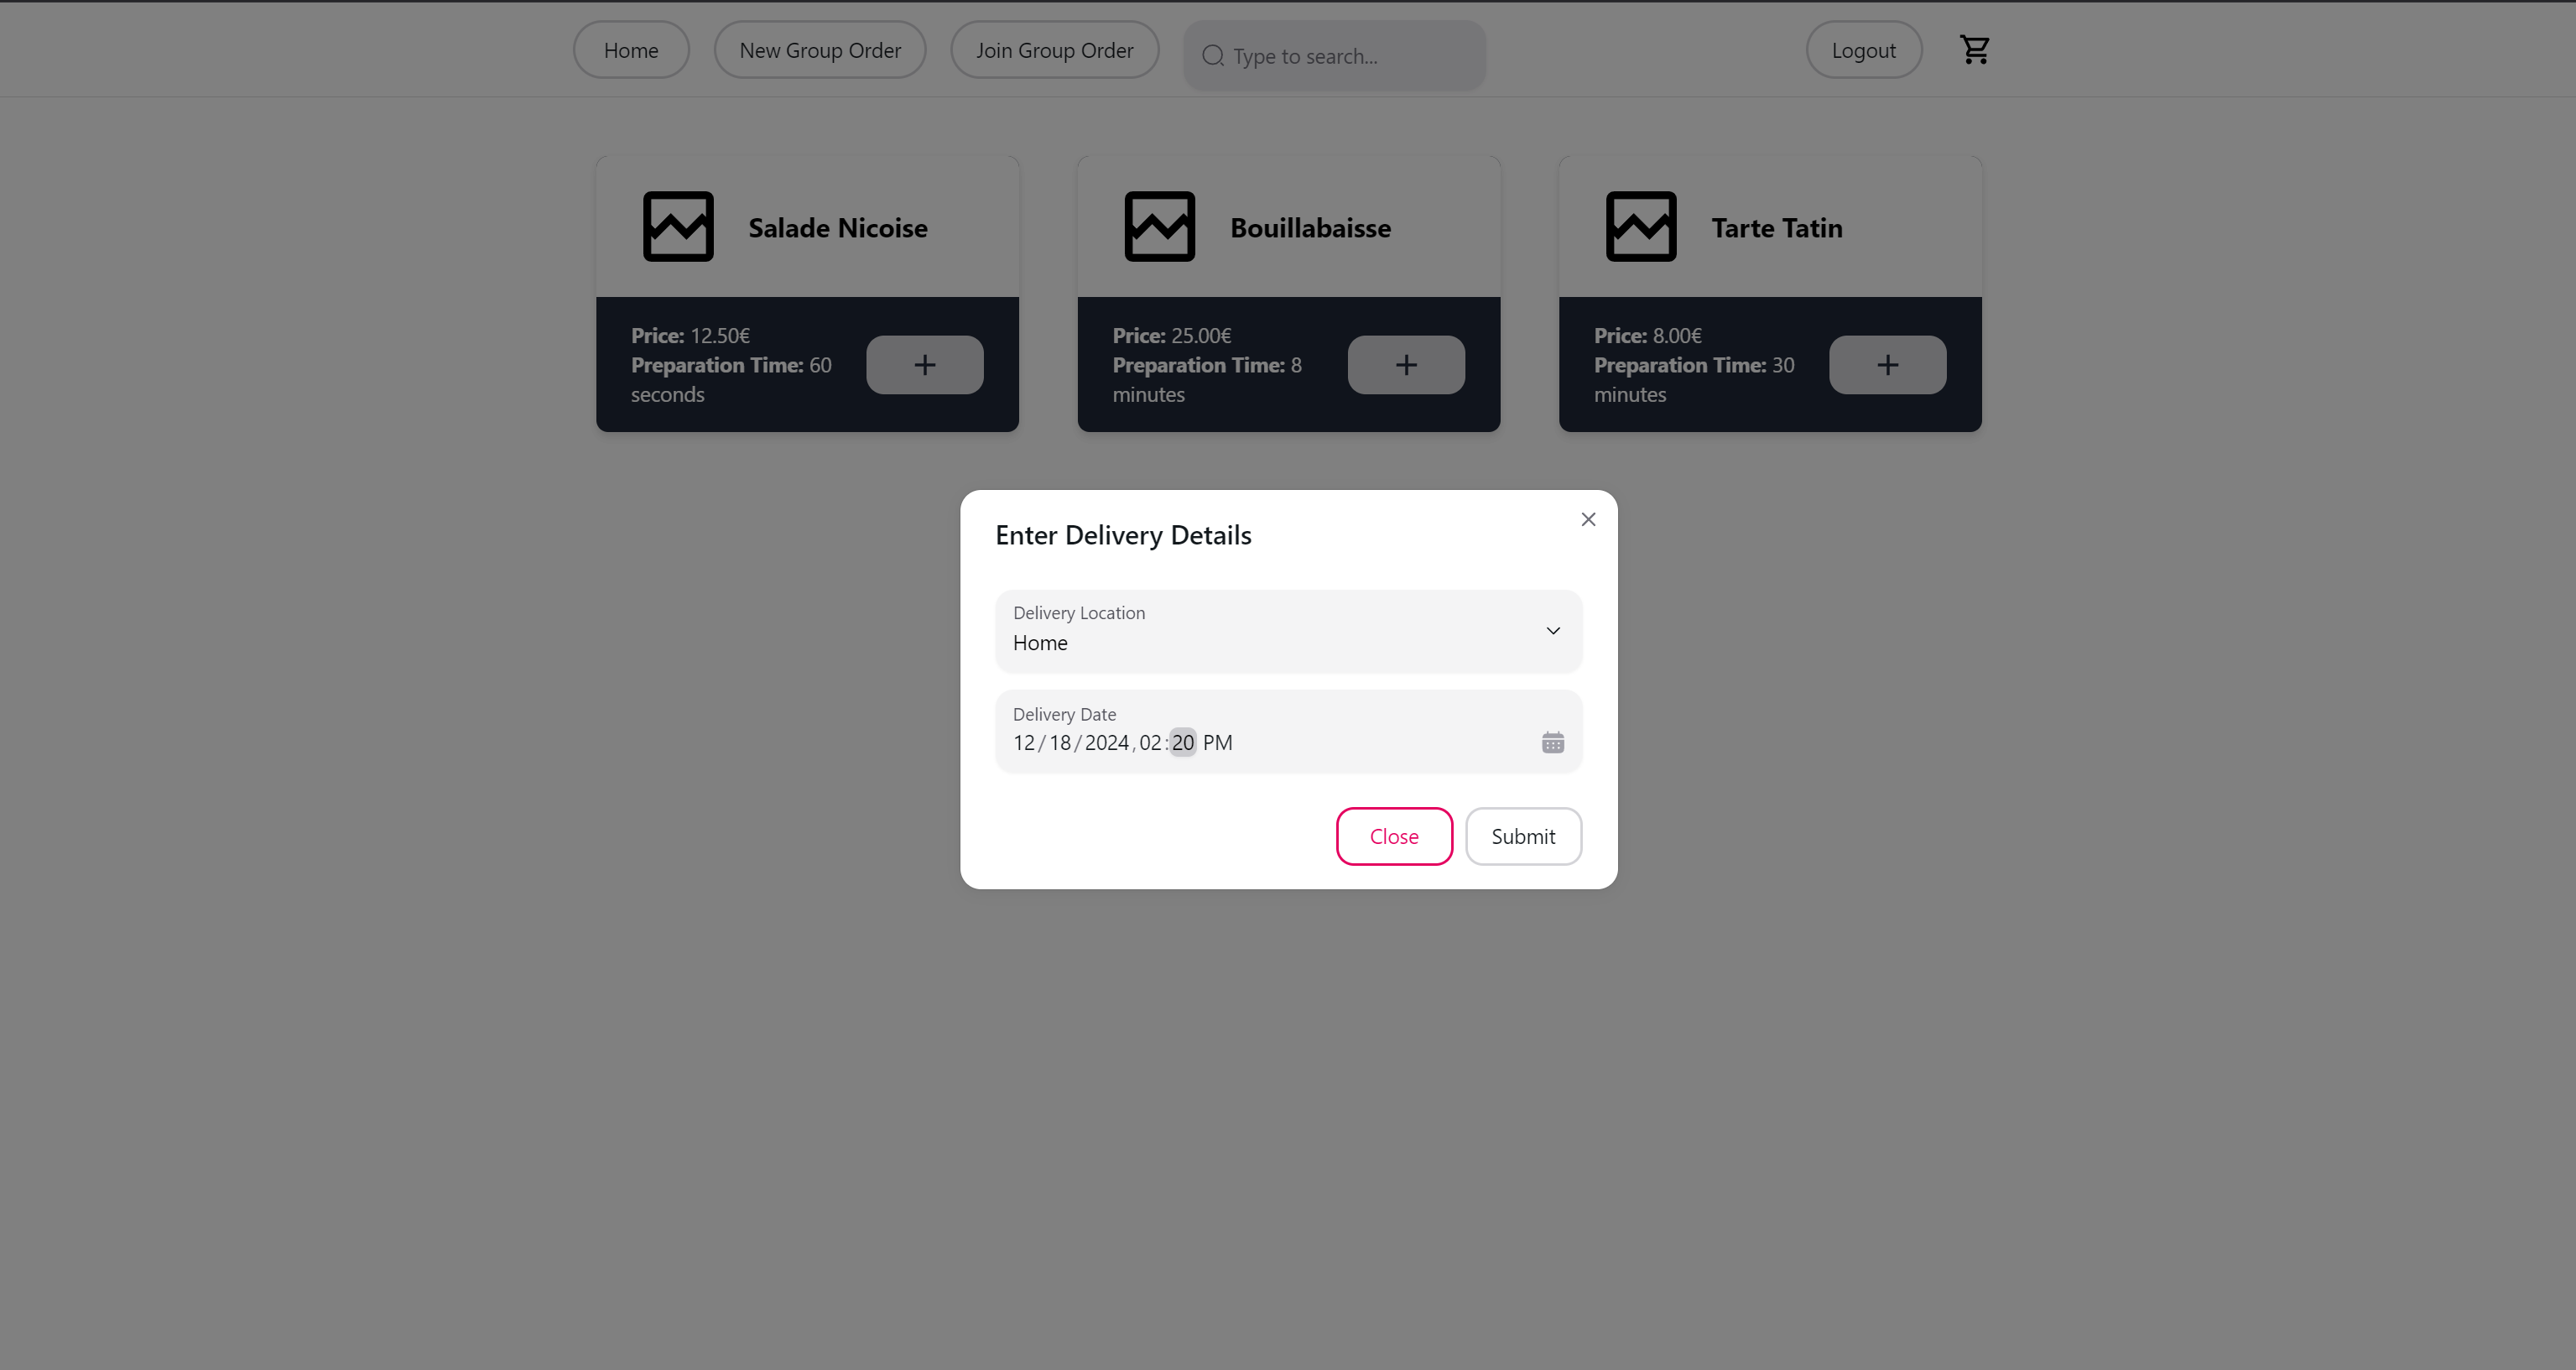 Home
New Group Order
Join Group Order
Type to search...
Logout
Salade Nicoise
Price: 12.50€
Preparation Time: 60
seconds
Bouillabaisse
Price: 25.00€
Preparation Time: 8
minutes
Tarte Tatin
Price: 8.00€
Preparation Time: 30
minutes
Enter Delivery Details
Delivery Location
Home
Delivery Date
12/18/2024, 02:20 PM
Close
Submit